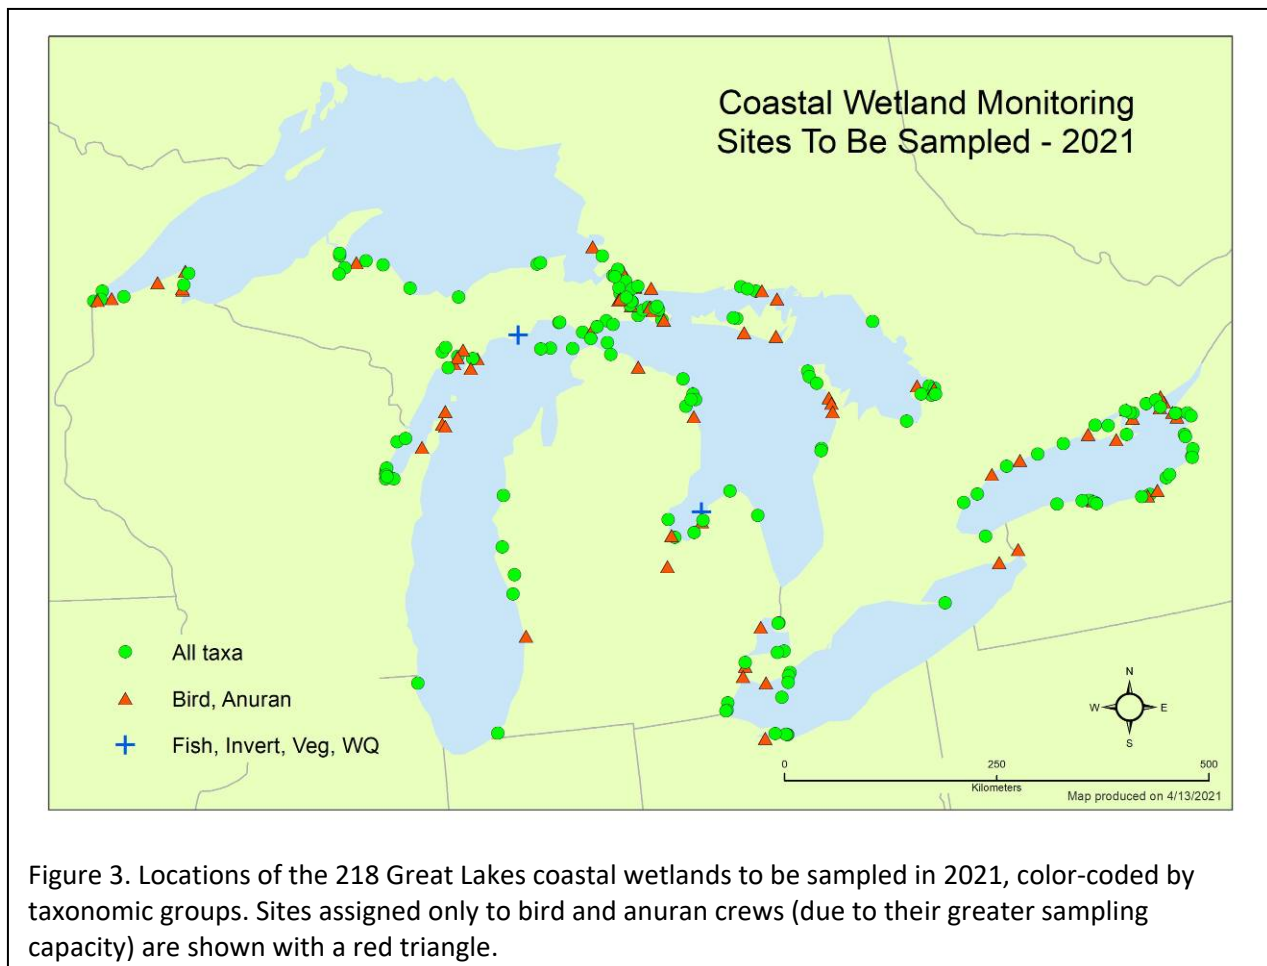 Coastal Wetland Monitoring
Sites To Be Sampled - 2021
All taxa
Bird, Anuran
Fish, Invert, Veg, WQ
N
W E
S
0 250 500
Kilometers
Map produced on 4/13/2021
Figure 3. Locations of the 218 Great Lakes coastal wetlands to be sampled in 2021, color-coded by
taxonomic groups. Sites assigned only to bird and anuran crews (due to their greater sampling
capacity) are shown with a red triangle.